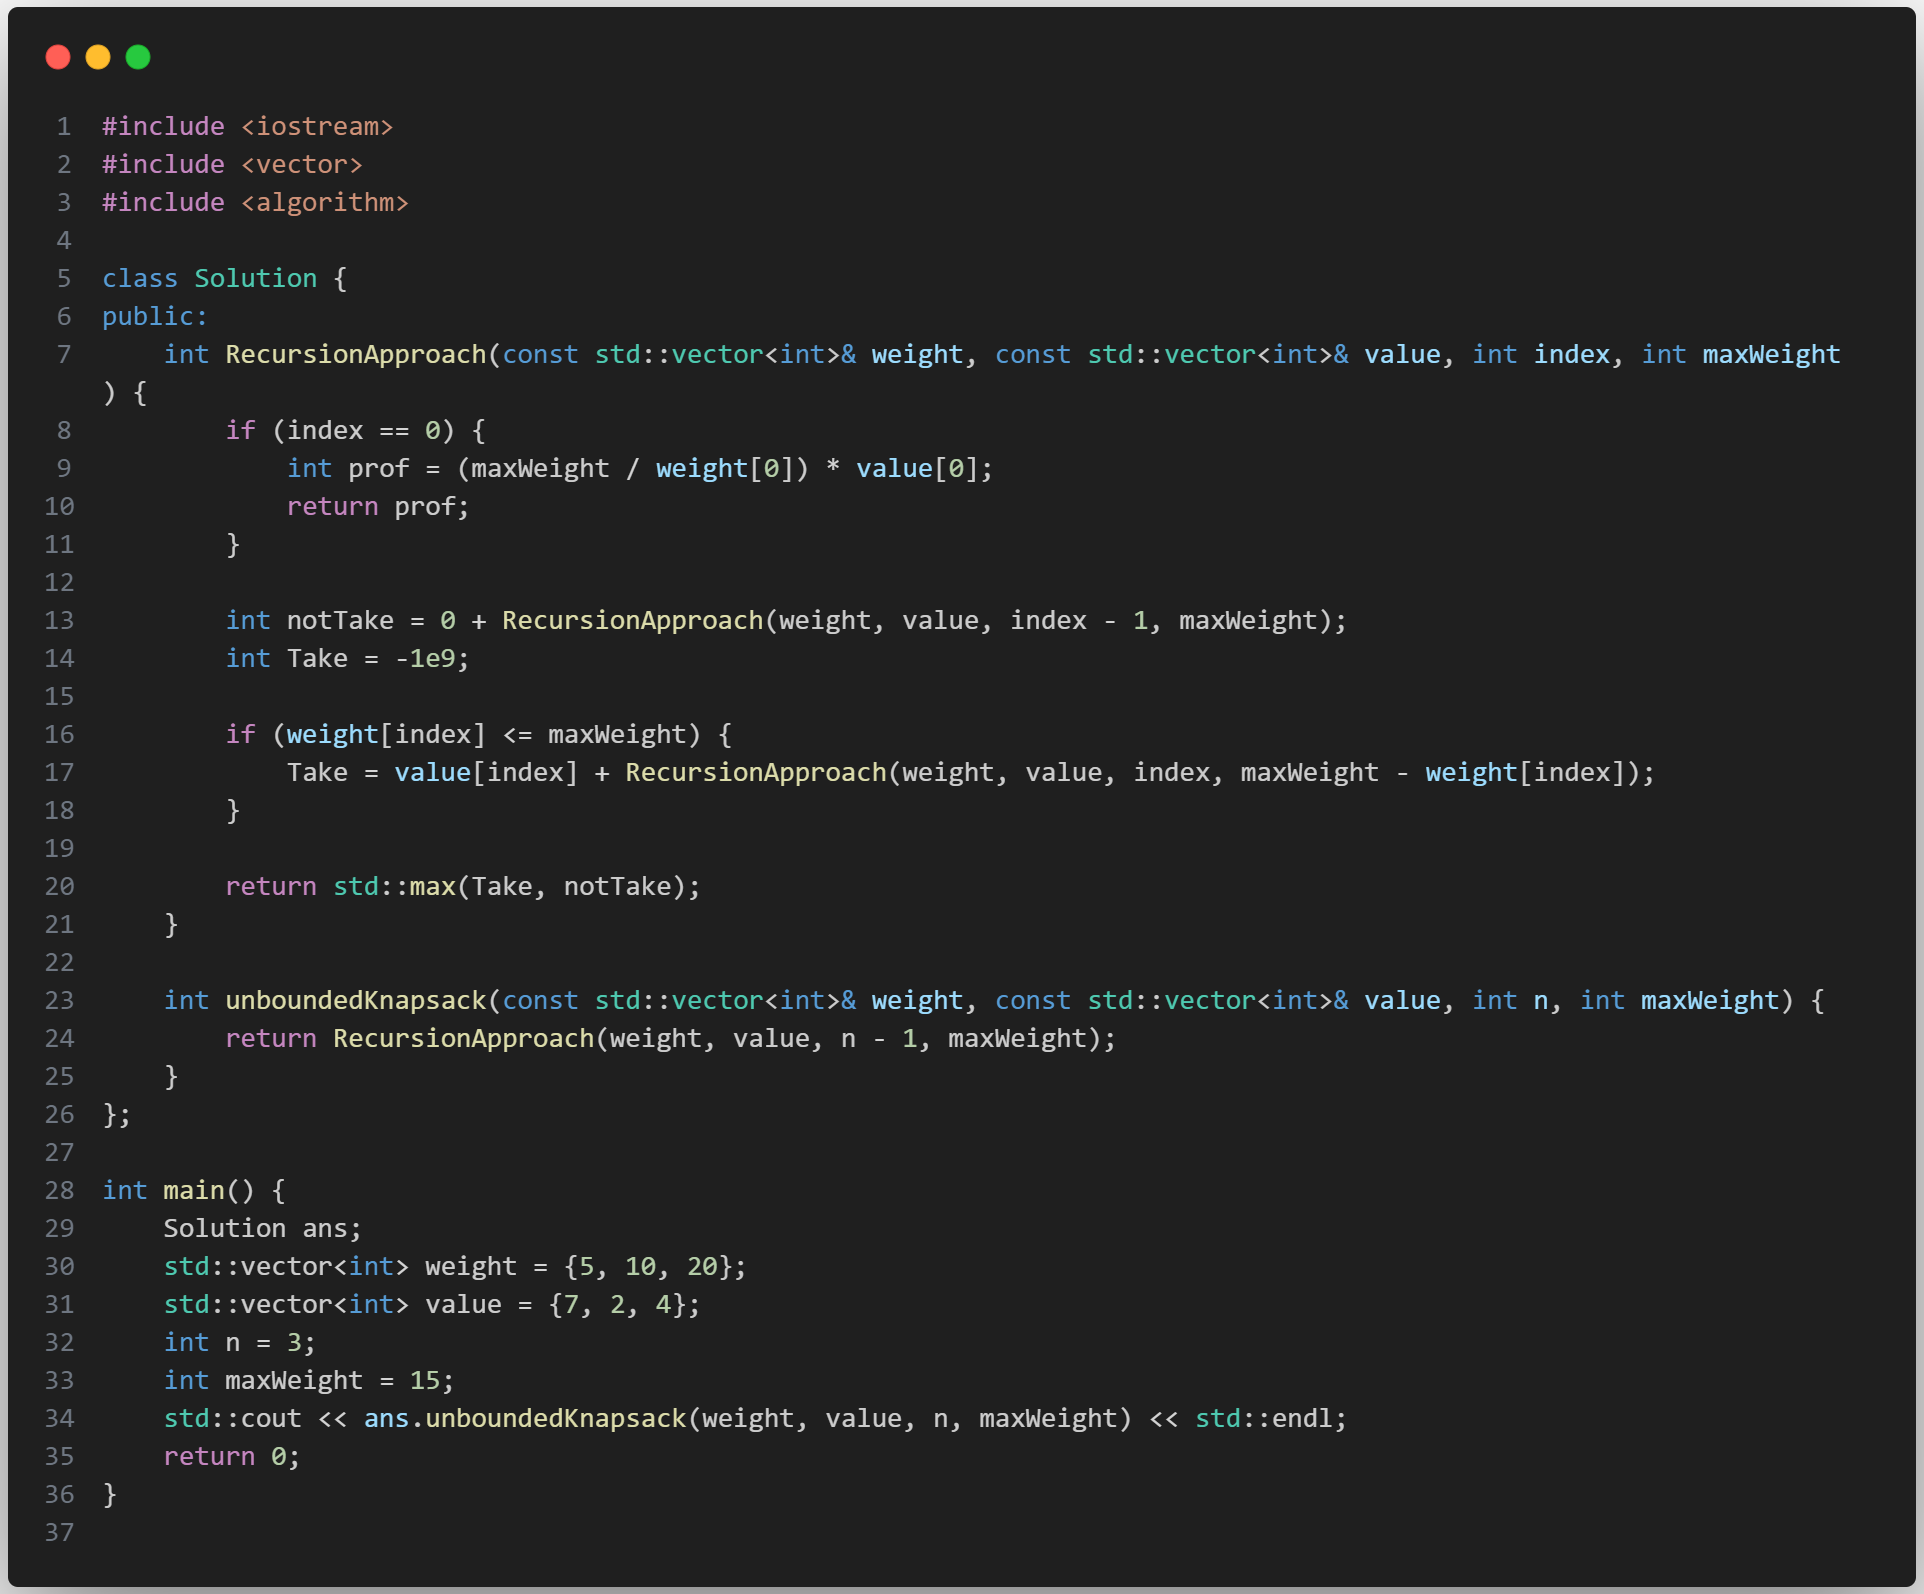 1 #include <iostream>
2 #include <vector>
3 #include <algorithm>
4
5 class Solution {
6 public:
7     int RecursionApproach(const std::vector<int>& weight, const std::vector<int>& value, int index, int maxWeight
) {
8         if (index == 0) {
9             int prof = (maxWeight / weight[0]) * value[0];
10             return prof;
11         }
12
13         int notTake = 0 + RecursionApproach(weight, value, index - 1, maxWeight);
14         int Take = -1e9;
15
16         if (weight[index] <= maxWeight) {
17             Take = value[index] + RecursionApproach(weight, value, index, maxWeight - weight[index]);
18         }
19
20         return std::max(Take, notTake);
21     }
22
23     int unboundedKnapsack(const std::vector<int>& weight, const std::vector<int>& value, int n, int maxWeight) {
24         return RecursionApproach(weight, value, n - 1, maxWeight);
25     }
26 };
27
28 int main() {
29     Solution ans;
30     std::vector<int> weight = {5, 10, 20};
31     std::vector<int> value = {7, 2, 4};
32     int n = 3;
33     int maxWeight = 15;
34     std::cout << ans.unboundedKnapsack(weight, value, n, maxWeight) << std::endl;
35     return 0;
36 }
37